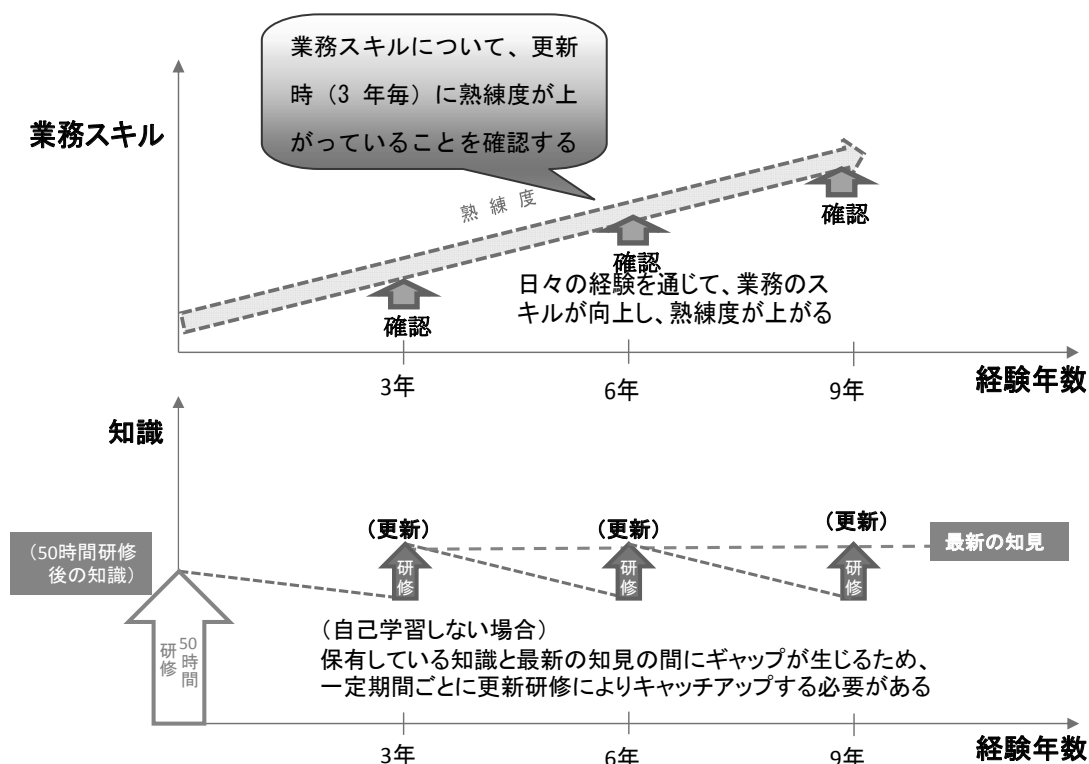 業務スキルについて、更新
時（3 年毎）に熟練度が上
がっていることを確認する
業務スキル
熟練度
確認
確認
確認
日々の経験を通じて、業務のス
キルが向上し、熟練度が上がる
3年
6年
9年
経験年数
知識
（更新）
（更新）
（更新）
（50時間研修
後の知識）
最新の知見
研修
研修
研修
50時間
研修
（自己学習しない場合）
保有している知識と最新の知見の間にギャップが生じるため、
一定期間ごとに更新研修によりキャッチアップする必要がある
3年
6年
9年
経験年数